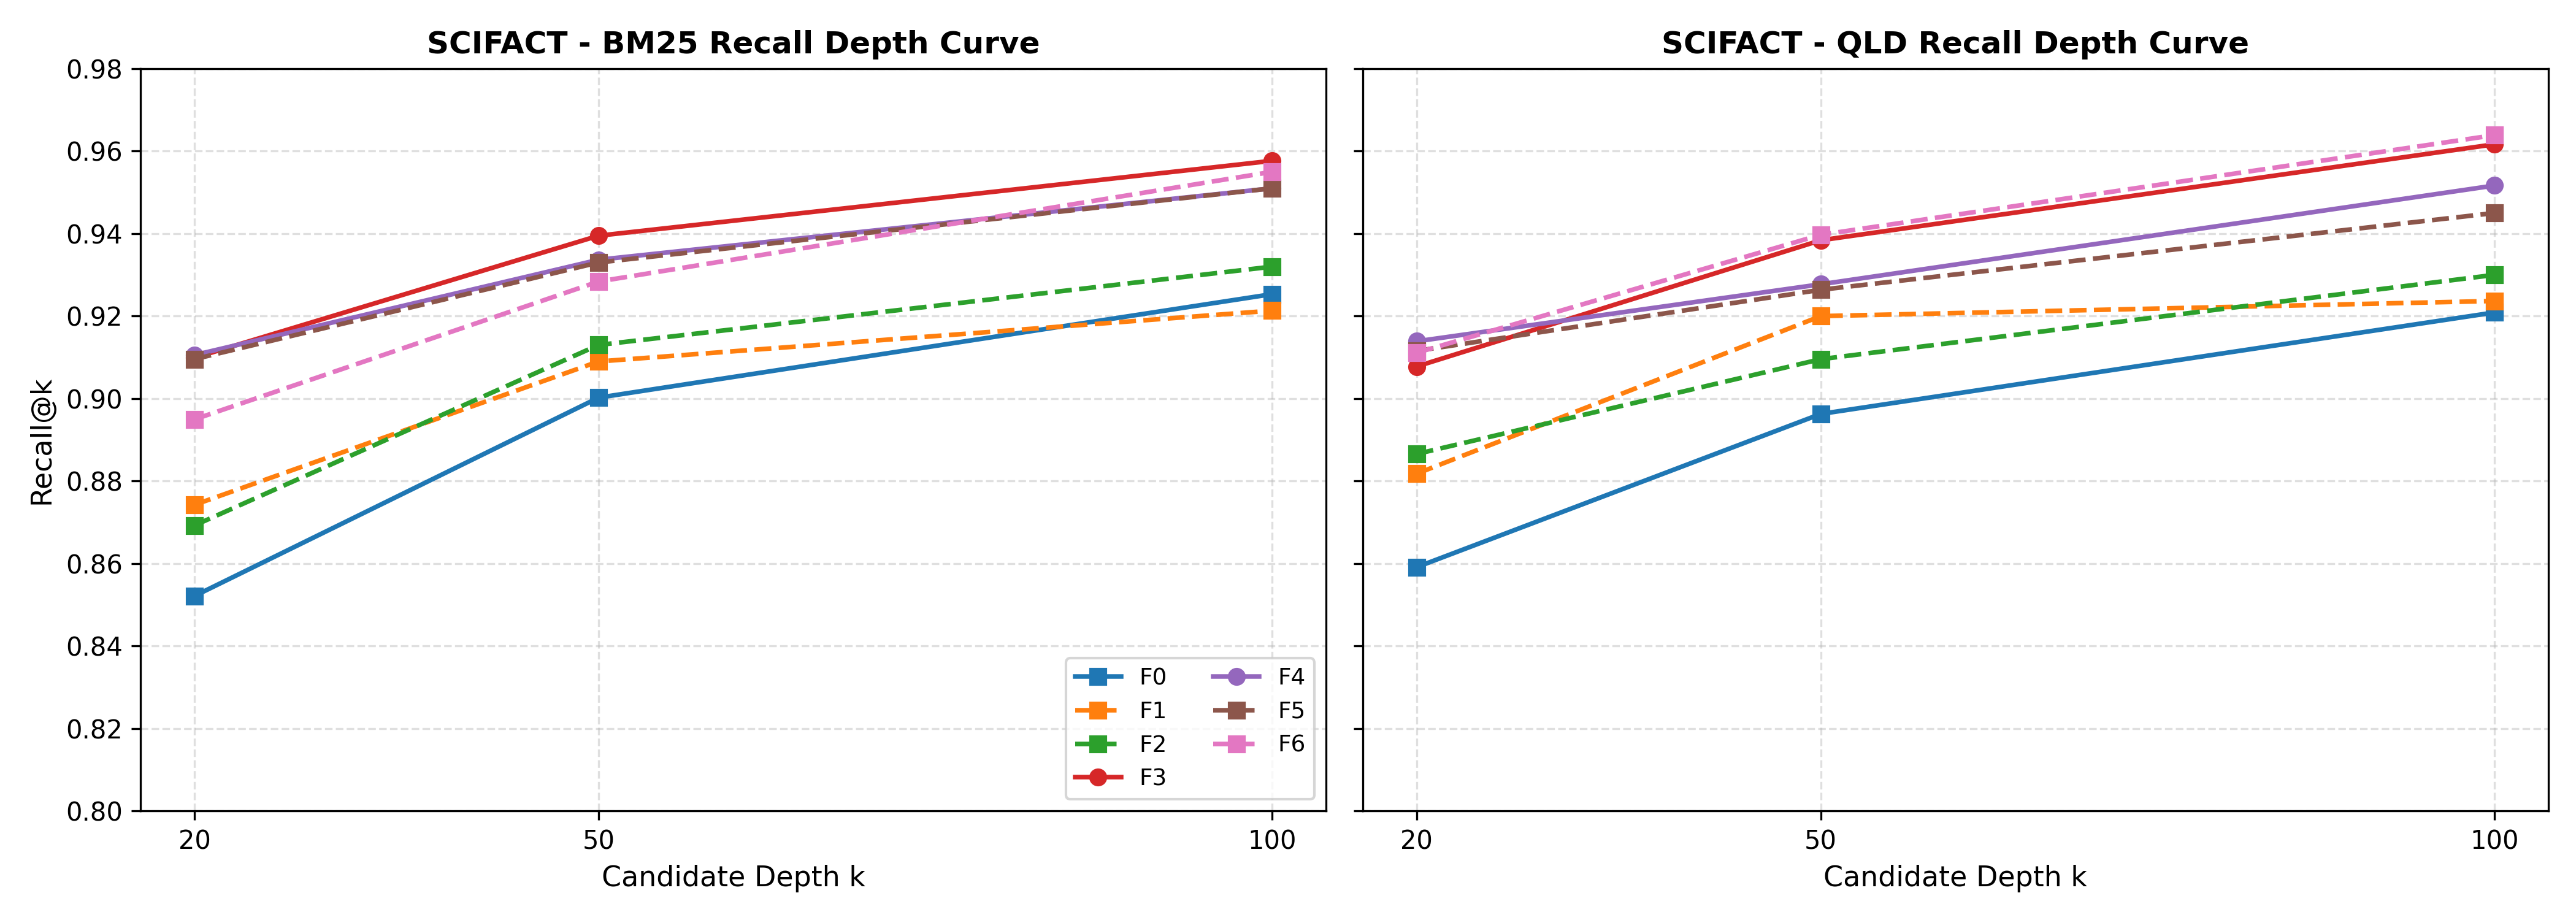 SCIFACT - BM25 Recall Depth Curve
SCIFACT - QLD Recall Depth Curve
Recall@k
0.98
0.96
0.94
0.92
0.90
0.88
0.86
0.84
0.82
0.80
F0
F1
F2
F3
F4
F5
F6
20
50
100
20
50
100
Candidate Depth k
Candidate Depth k